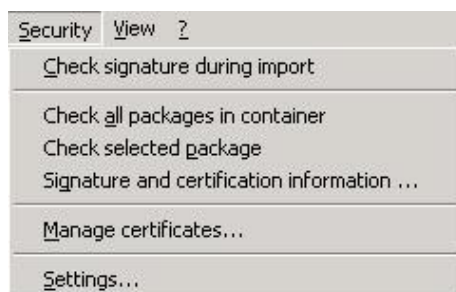 Security View ?
Check signature during import
Check all packages in container
Check selected package
Signature and certification information ...
Manage certificates...
Settings...